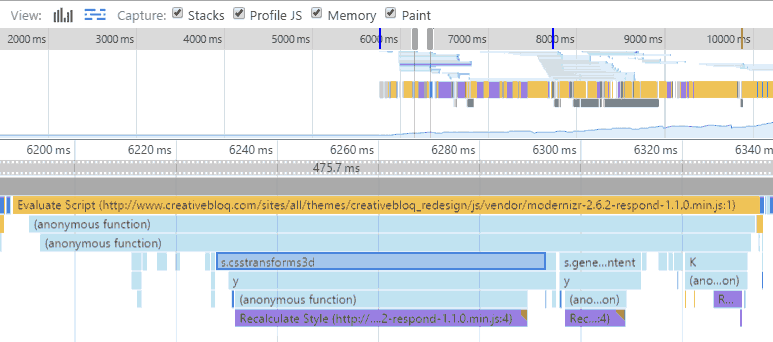 View: Capture: Stacks Profile JS Memory Paint
2000 ms 3000 ms 4000 ms 5000 ms 6000 ms 7000 ms 8000 ms 9000 ms 10000 ms
6200 ms 6220 ms 6240 ms 6260 ms 6280 ms 6300 ms 6320 ms 6340 ms
475.7 ms
Evaluate Script (http://www.creativebloq.com/sites/all/themes/creativebloq_redesign/js/vendor/modernizr-2.6.2-respond-1.1.0.min.js:1)
(anonymous function)
(anonymous function)
s.csstransforms3d s.gene...ntent K
y y (ano...on)
(anonymous function) (ano...on) R...
Recalculate Style (http://....2-respond-1.1.0.min.js:4) Rec...:4)